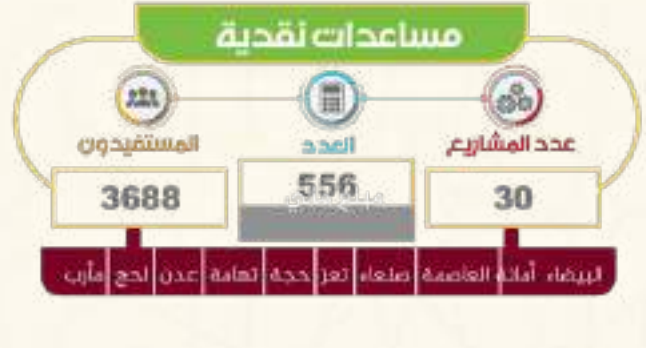 مساعدات نقدية
عدد المشاريع
العدد
المستفيدون
30
556
3688
البيضاء أمانة العاصمة صنعاء تعز حجة تهامة عدن لحج مأرب